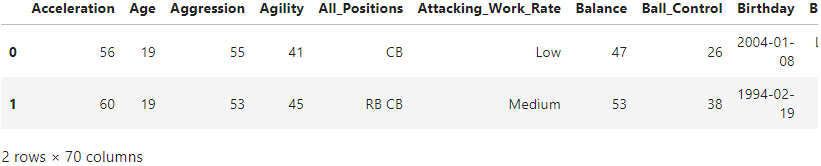 Acceleration Age Aggression Agility All_Positions Attacking_Work_Rate Balance Ball_Control Birthday
0 56 19 55 41 CB Low 47 26 2004-01-
08
1 60 19 53 45 RB CB Medium 53 38 1994-02-
19
2 rows × 70 columns